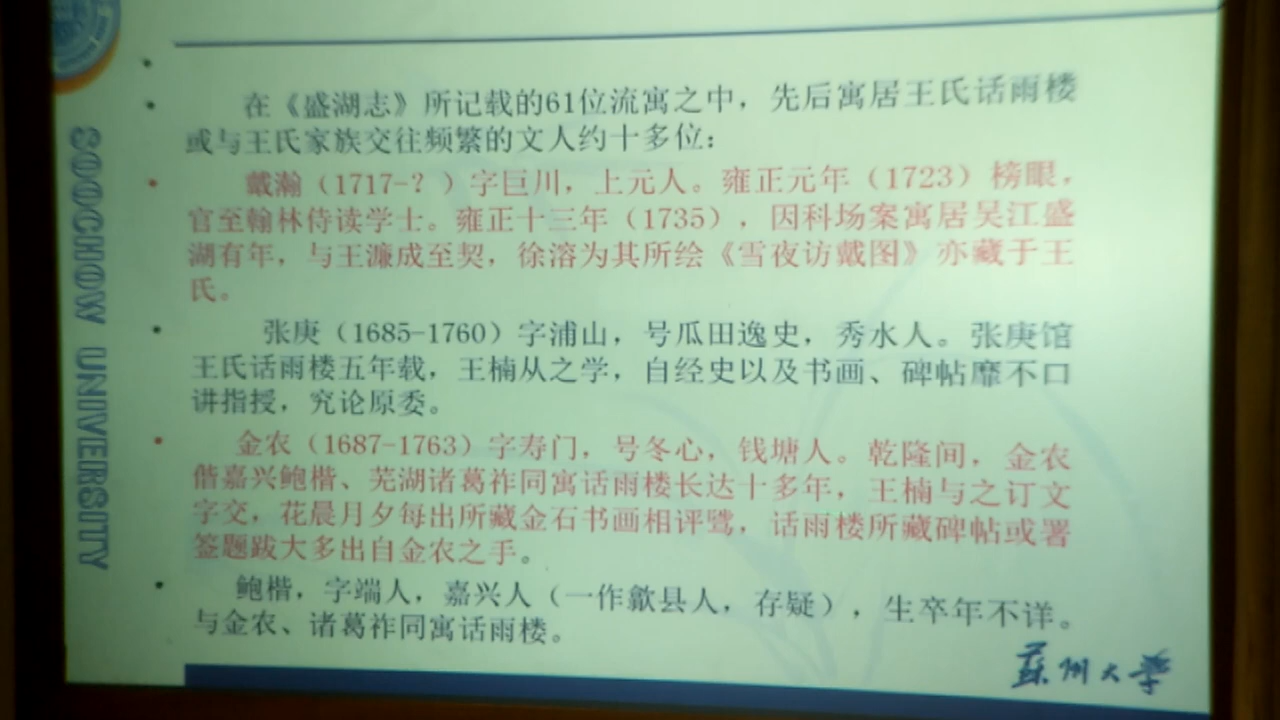 在《盛湖志》所记载的61位流寓之中，先后寓居王氏话雨楼
或与王氏家族交往频繁的文人约十多位：
戴瀚（1717-？）字巨川，上元人。雍正元年（1723）榜眼，
官至翰林侍读学士。雍正十三年（1735），因科场案寓居吴江盛
湖有年，与王濂成至契，徐溶为其所绘《雪夜访戴图》亦藏于王
氏。
张庚（1685-1760）字浦山，号瓜田逸史，秀水人。张庚馆
王氏话雨楼五年载，王楠从之学，自经史以及书画、碑帖靡不口
讲指授，究论原委。
金农（1687-1763）字寿门，号冬心，钱塘人。乾隆间，金农
偕嘉兴鲍楷、芜湖诸葛祚同寓话雨楼长达十多年，王楠与之订文
字交，花晨月夕每出所藏金石书画相评骘，话雨楼所藏碑帖或署
签题跋大多出自金农之手。
鲍楷，字端人，嘉兴人（一作歙县人，存疑），生卒年不详。
与金农、诸葛祚同寓话雨楼。
SOOCHOW UNIVERSITY
蘇州大学